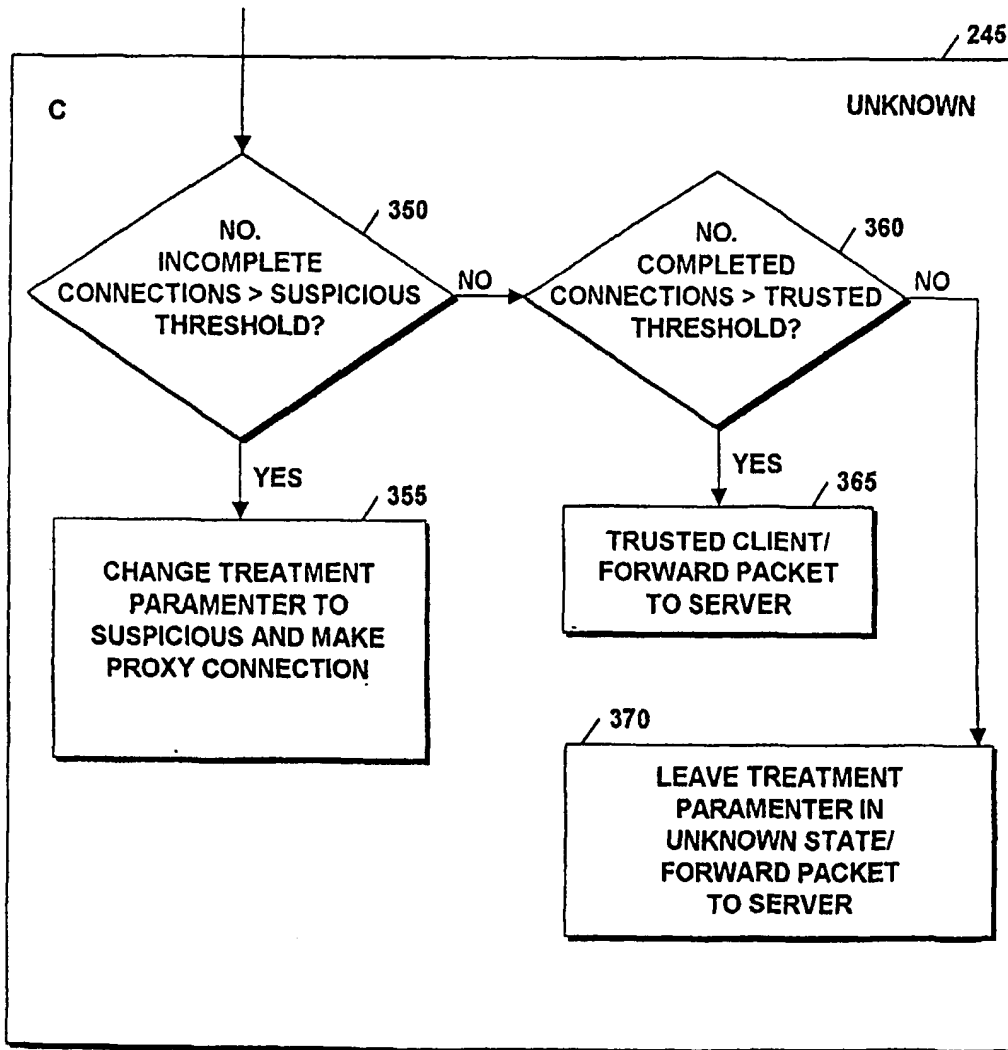 245
C
UNKNOWN
350
NO.
INCOMPLETE
CONNECTIONS > SUSPICIOUS
THRESHOLD?
NO
360
NO.
COMPLETED
CONNECTIONS > TRUSTED
THRESHOLD?
NO
YES
355
CHANGE TREATMENT
PARAMENTER TO
SUSPICIOUS AND MAKE
PROXY CONNECTION
YES
365
TRUSTED CLIENT/
FORWARD PACKET
TO SERVER
370
LEAVE TREATMENT
PARAMENTER IN
UNKNOWN STATE/
FORWARD PACKET
TO SERVER